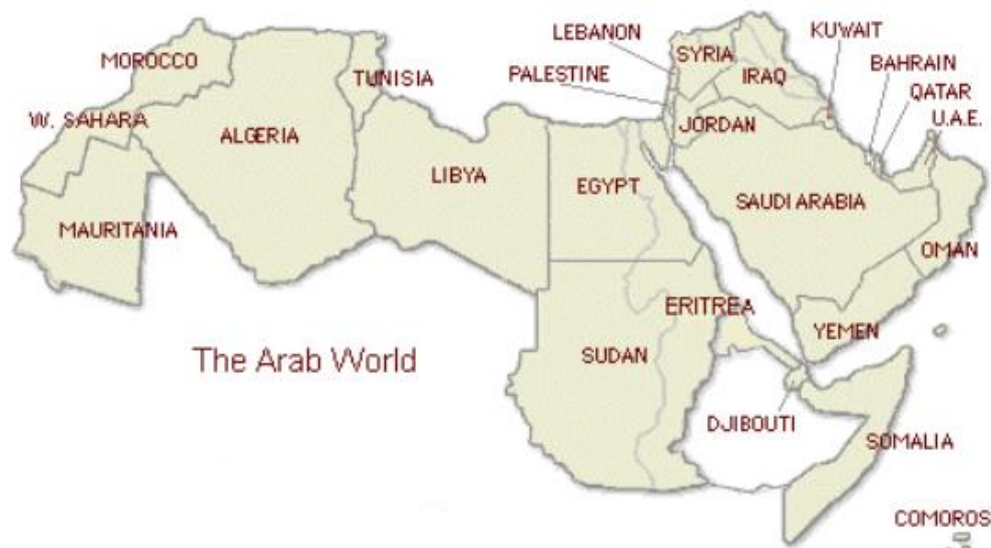 LEBANON
KUWAIT
MOROCCO
SYRIA
BAHRAIN
TUNISIA
PALESTINE
IRAQ
QATAR
W. SAHARA
ALGERIA
JORDAN
U.A.E.
LIBYA
EGYPT
SAUDI ARABIA
MAURITANIA
OMAN
ERITREA
YEMEN
The Arab World
SUDAN
DJIBOUTI
SOMALIA
COMOROS